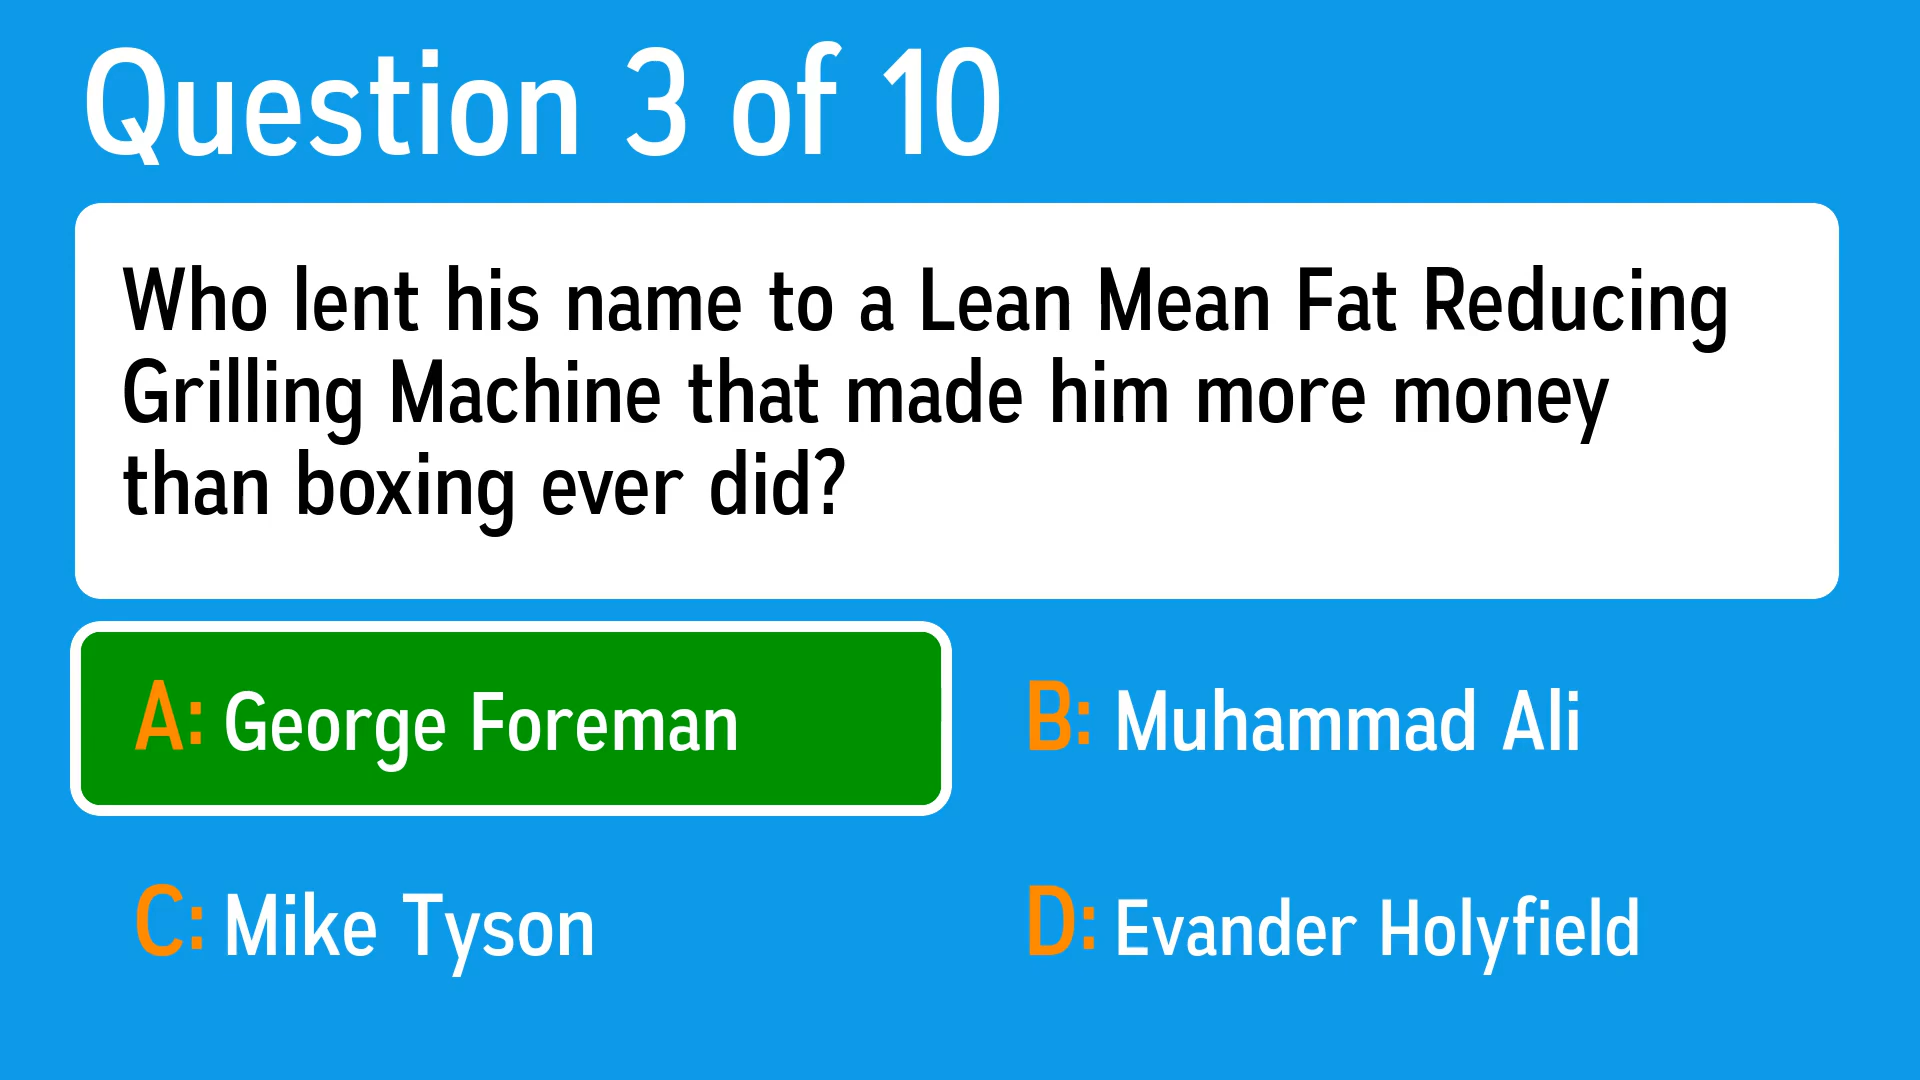 Question 3 of 10
Who lent his name to a Lean Mean Fat Reducing
Grilling Machine that made him more money
than boxing ever did?
A: George Foreman
B: Muhammad Ali
C: Mike Tyson
D: Evander Holyfield